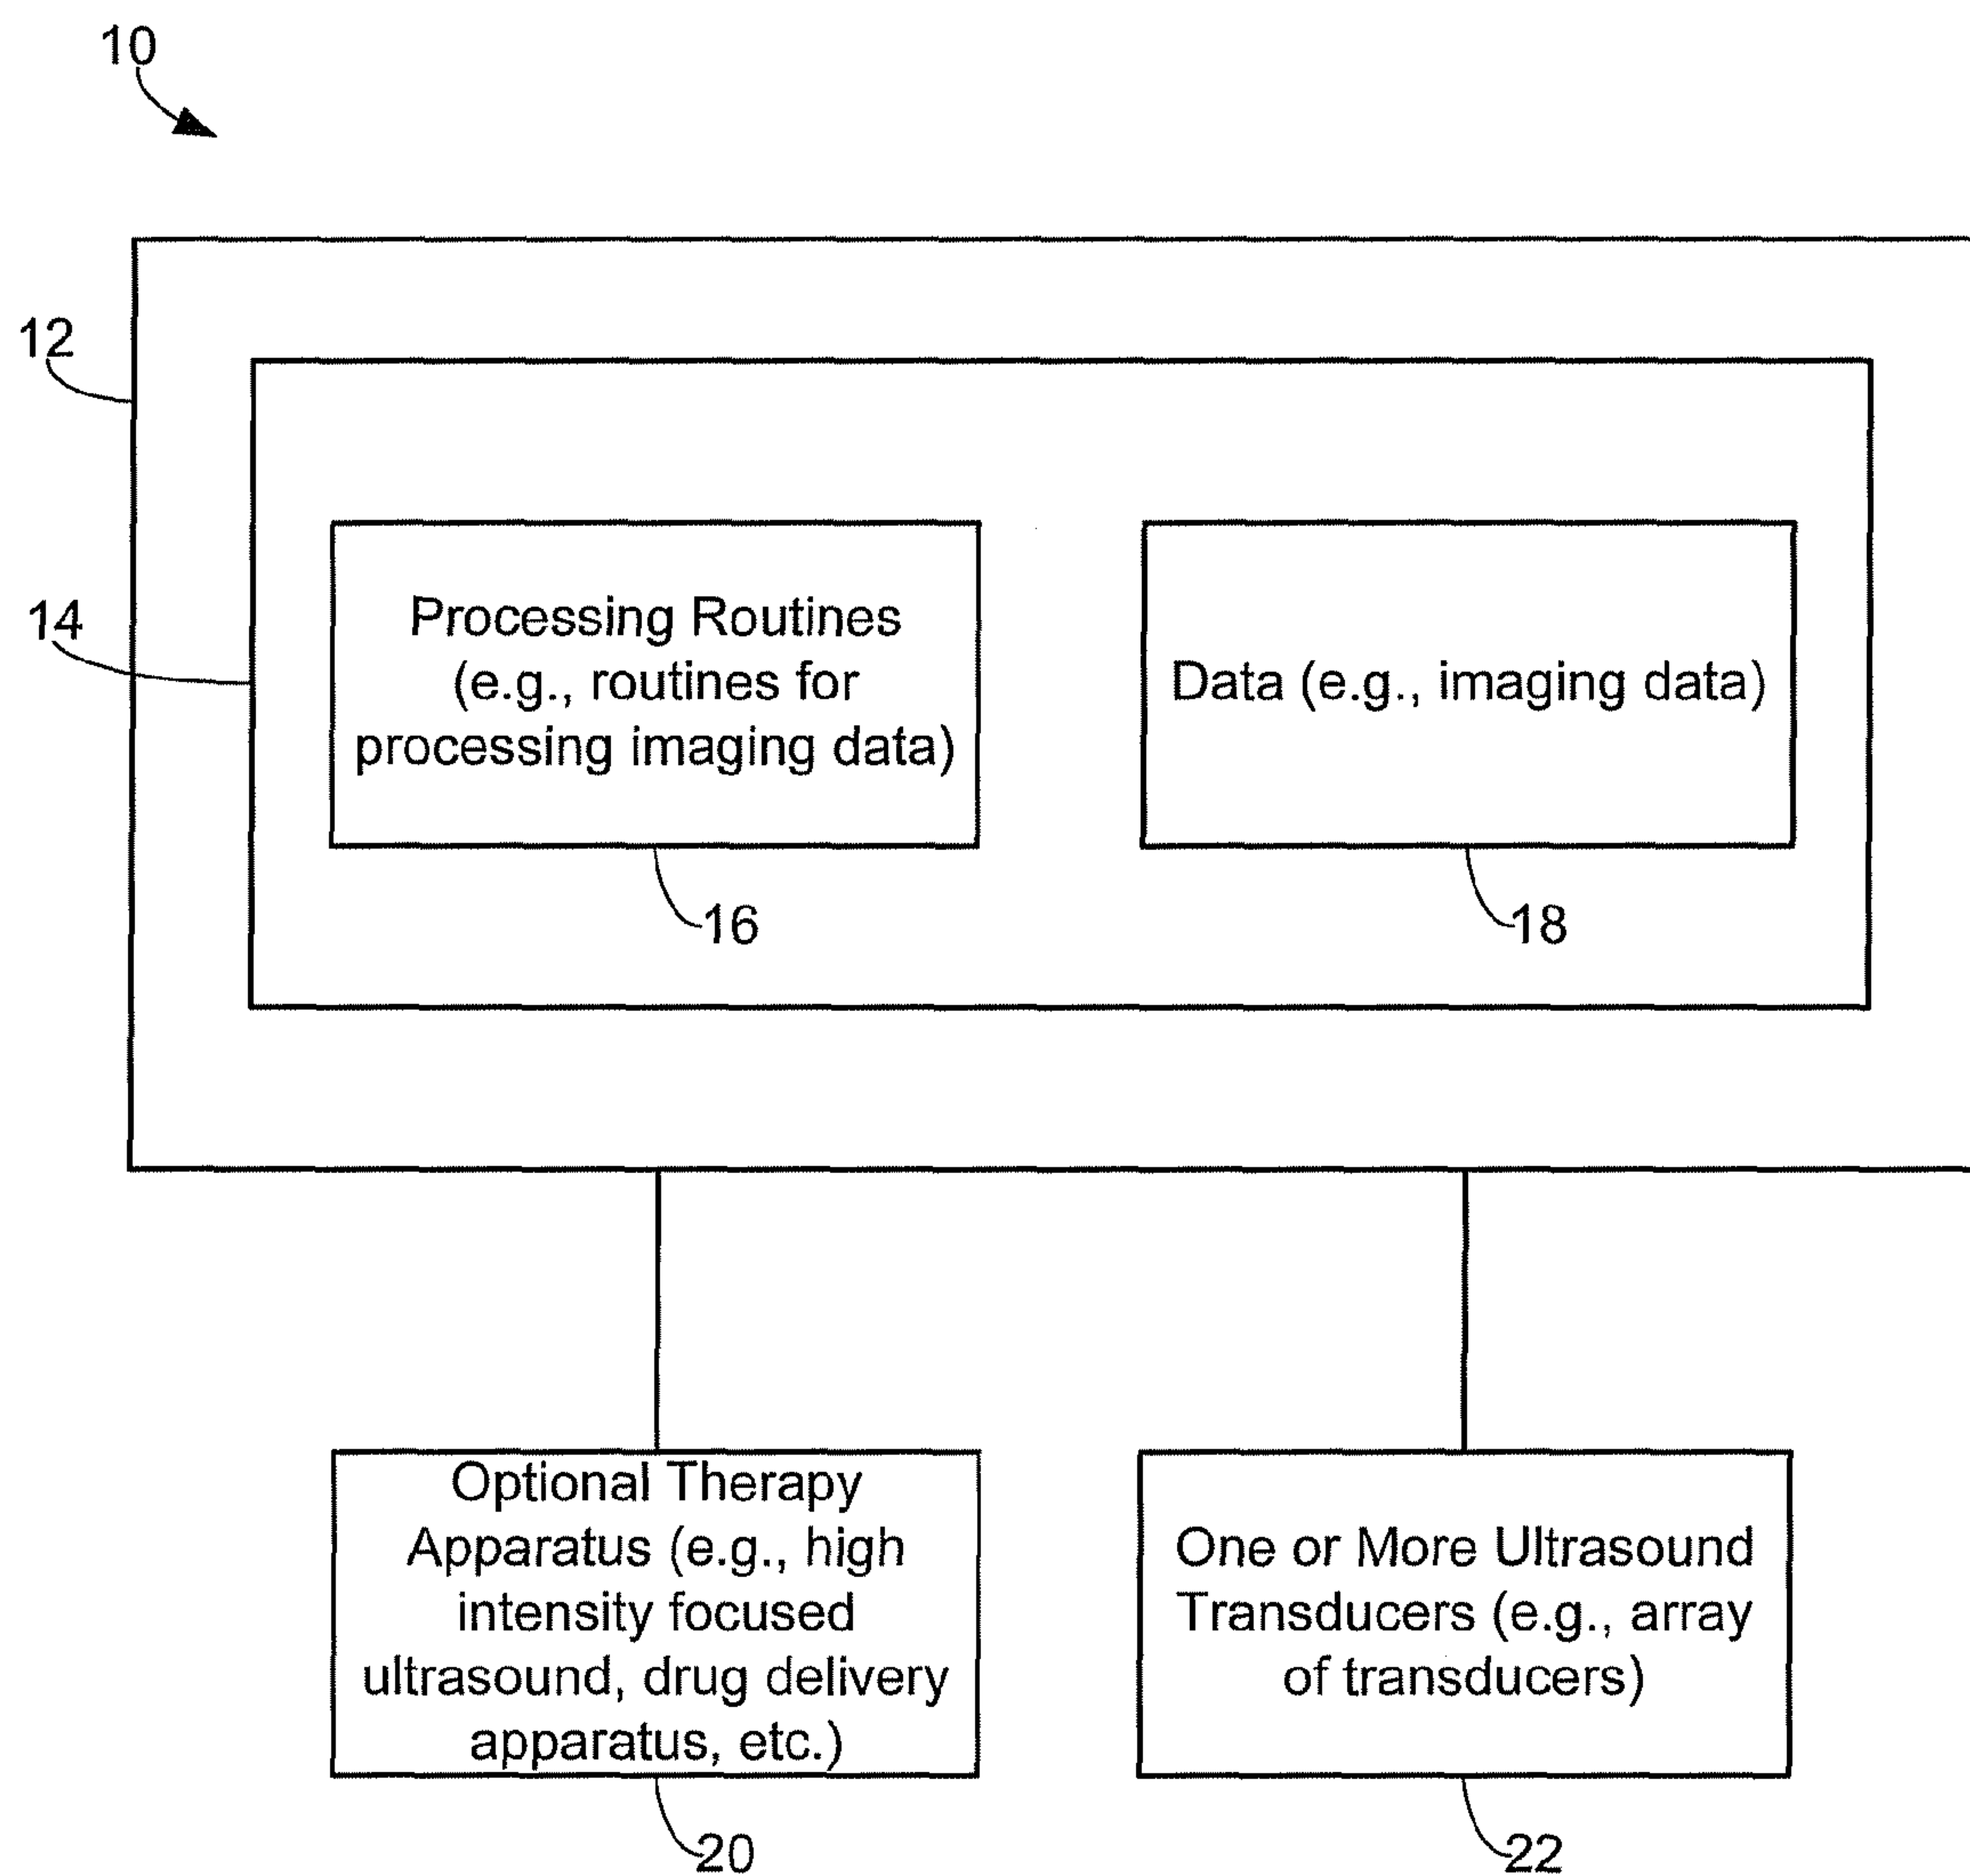 10
12
14
Processing Routines
(e.g., routines for
processing imaging data)
16
Data (e.g., imaging data)
18
Optional Therapy
Apparatus (e.g., high
intensity focused
ultrasound, drug delivery
apparatus, etc.)
20
One or More Ultrasound
Transducers (e.g., array
of transducers)
22